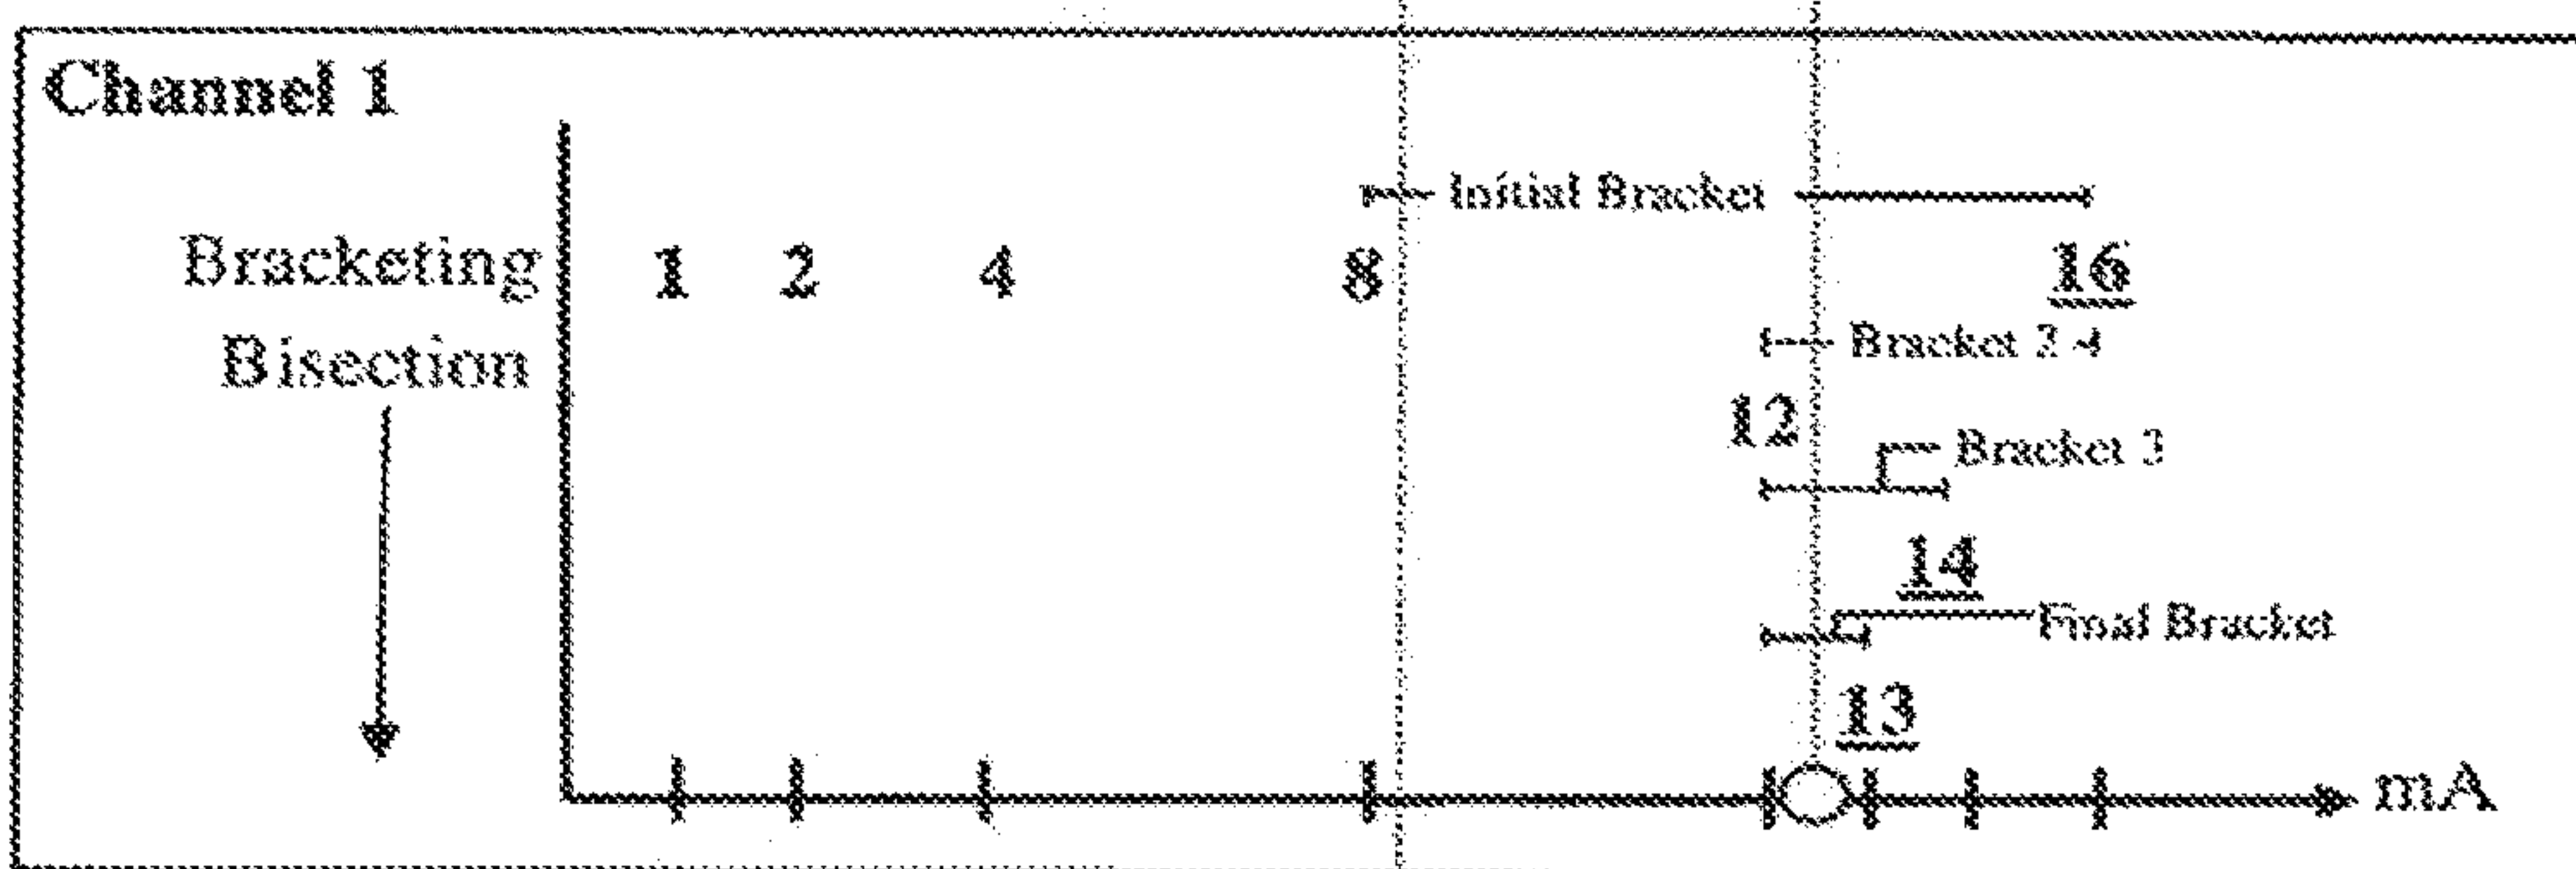 Channel 1
Initial Bracket
Bracketing 1 2 4 8 16
Bisection
Bracket 2
12
Bracket 3
14
Final Bracket
13
mA